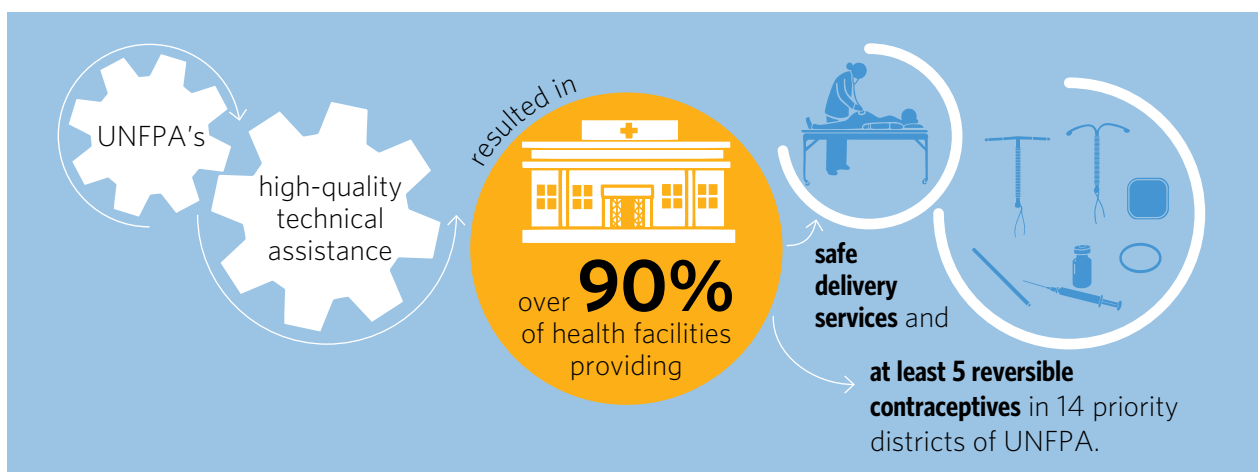 UNFPA's
high-quality
technical
assistance
resulted in
over 90%
of health facilities
providing
safe
delivery
services and
at least 5 reversible
contraceptives in 14 priority
districts of UNFPA.